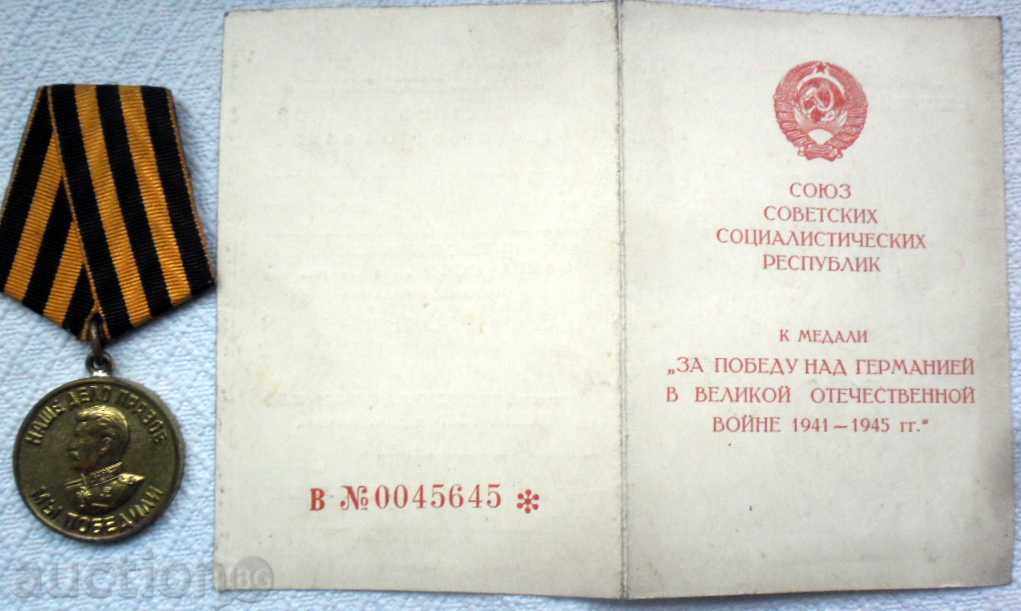 НАШЕ ДЕЛО ПРАВОЕ
МЫ ПОБЕДИЛИ
В №0045645 *
СОЮЗ
СОВЕТСКИХ
СОЦИАЛИСТИЧЕСКИХ
РЕСПУБЛИК
К МЕДАЛИ
„ЗА ПОБЕДУ НАД ГЕРМАНИЕЙ
В ВЕЛИКОЙ ОТЕЧЕСТВЕННОЙ
ВОЙНЕ 1941—1945 гг.“
auction BG